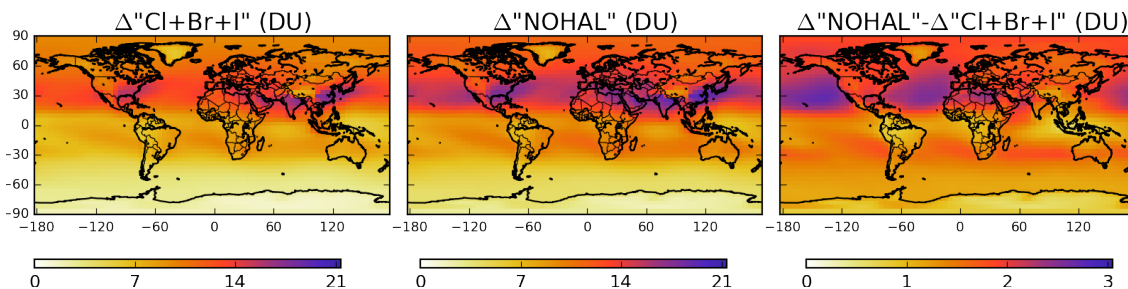 Δ"Cl+Br+I" (DU)
Δ"NOHAL" (DU)
Δ"NOHAL"-Δ"Cl+Br+I" (DU)
90
60
30
0
−30
−60
−90
−180 −120 −60 0 60 120
−180 −120 −60 0 60 120
−180 −120 −60 0 60 120
0 7 14 21
0 7 14 21
0 1 2 3